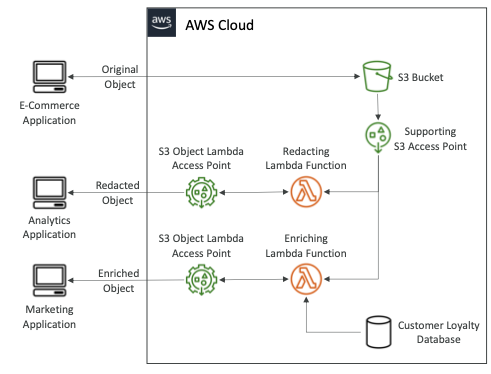 aws
AWS Cloud
Original
Object
E-Commerce
Application
S3 Bucket
Supporting
S3 Access Point
S3 Object Lambda
Access Point
Redacting
Lambda Function
Redacted
Object
Analytics
Application
S3 Object Lambda
Access Point
Enriching
Lambda Function
Enriched
Object
Marketing
Application
Customer Loyalty
Database